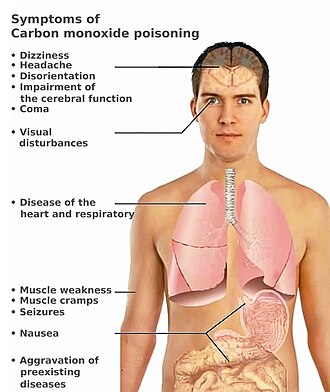 Symptoms of
Carbon monoxide poisoning
• Dizziness
• Headache
• Disorientation
• Impairment of
the cerebral function
• Coma
• Visual
disturbances
• Disease of the
heart and respiratory
• Muscle weakness
• Muscle cramps
• Seizures
• Nausea
• Aggravation of
preexisting
diseases